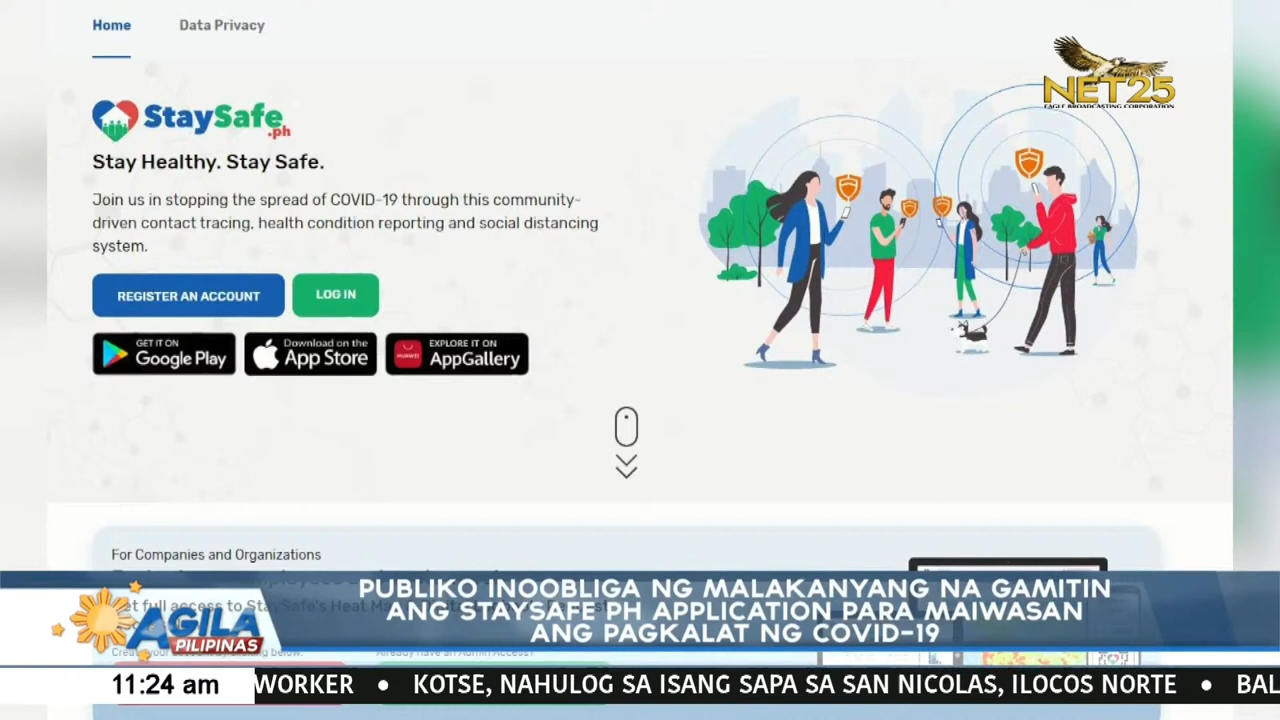 Home
Data Privacy
NET25
EAGLE BROADCASTING CORPORATION
StaySafe.ph
Stay Healthy. Stay Safe.
Join us in stopping the spread of COVID-19 through this community-
driven contact tracing, health condition reporting and social distancing
system.
REGISTER AN ACCOUNT
LOG IN
GET IT ON
Google Play
Download on the
App Store
HUAWEI
EXPLORE IT ON
AppGallery
For Companies and Organizations
PUBLIKO INOOBLIGA NG MALAKANYANG NA GAMITIN
ANG STAYSAFE PH APPLICATION PARA MAIWASAN
ANG PAGKALAT NG COVID-19
AGILA
PILIPINAS
11:24 am
WORKER • KOTSE, NAHULOG SA ISANG SAPA SA SAN NICOLAS, ILOCOS NORTE • BAL